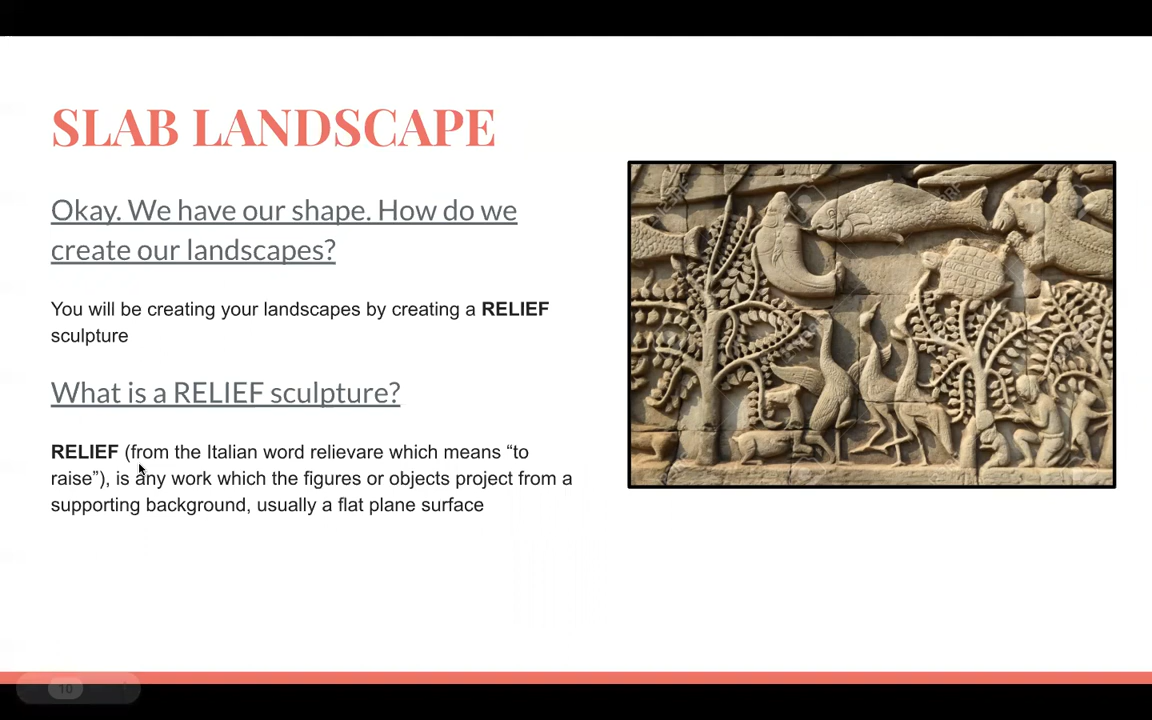 SLAB LANDSCAPE
Okay. We have our shape. How do we
create our landscapes?
You will be creating your landscapes by creating a RELIEF
sculpture
What is a RELIEF sculpture?
RELIEF (from the Italian word relievare which means “to
raise”), is any work which the figures or objects project from a
supporting background, usually a flat plane surface
10